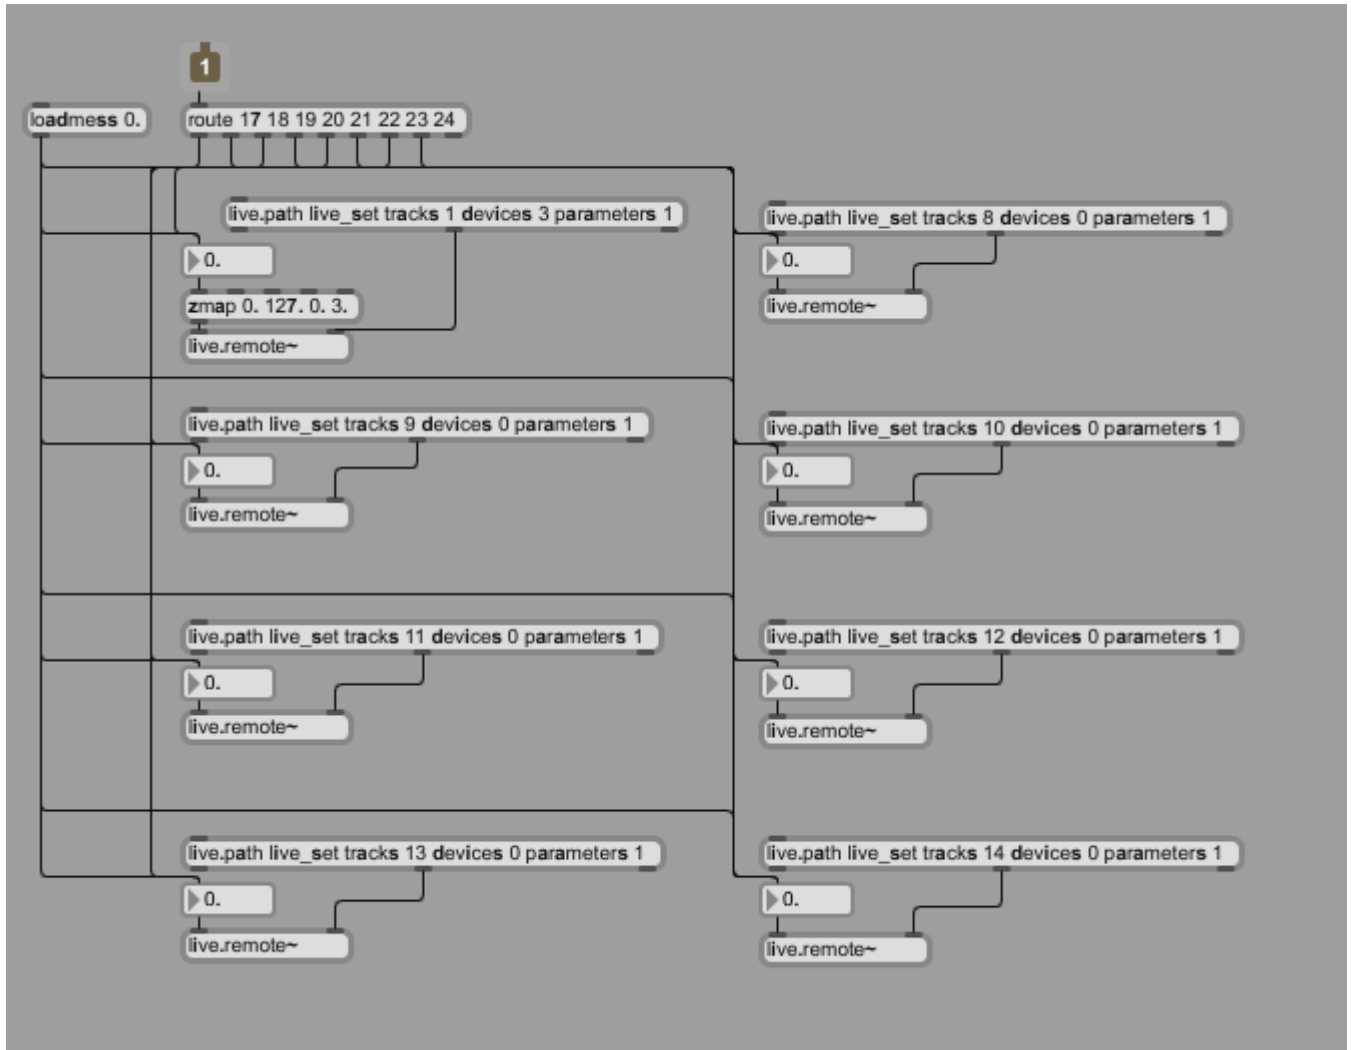 1
loadmess 0.
route 17 18 19 20 21 22 23 24
live.path live_set tracks 1 devices 3 parameters 1
live.path live_set tracks 8 devices 0 parameters 1
0.
0.
zmap 0. 127. 0. 3.
live.remote~
live.remote~
live.path live_set tracks 9 devices 0 parameters 1
live.path live_set tracks 10 devices 0 parameters 1
0.
0.
live.remote~
live.remote~
live.path live_set tracks 11 devices 0 parameters 1
live.path live_set tracks 12 devices 0 parameters 1
0.
0.
live.remote~
live.remote~
live.path live_set tracks 13 devices 0 parameters 1
live.path live_set tracks 14 devices 0 parameters 1
0.
0.
live.remote~
live.remote~